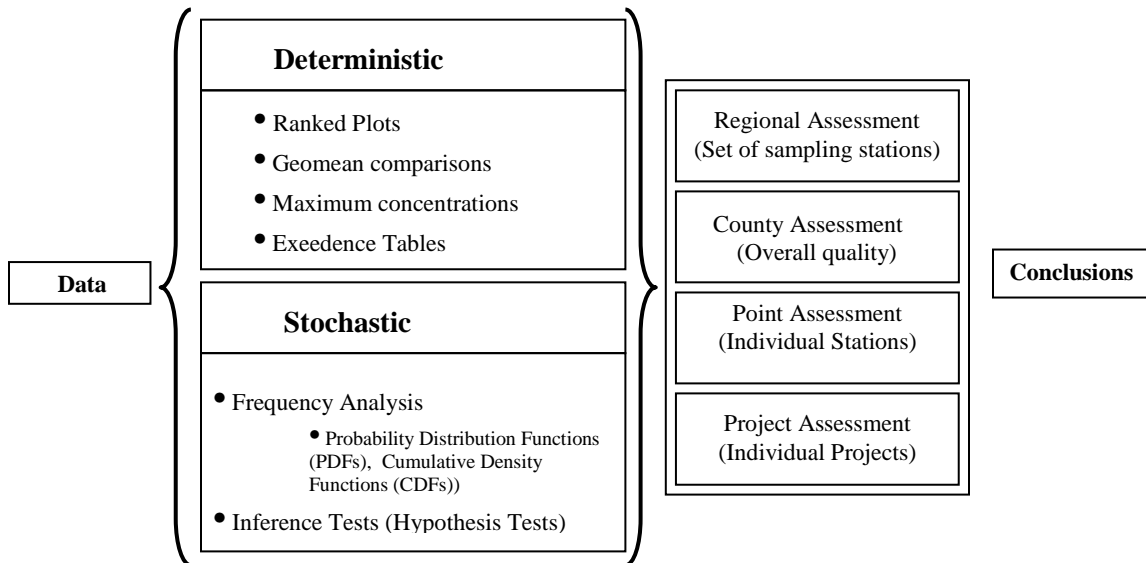 Data
Deterministic
• Ranked Plots
• Geomean comparisons
• Maximum concentrations
• Exeedence Tables
Stochastic
• Frequency Analysis
• Probability Distribution Functions
(PDFs), Cumulative Density
Functions (CDFs))
• Inference Tests (Hypothesis Tests)
Regional Assessment
(Set of sampling stations)
County Assessment
(Overall quality)
Point Assessment
(Individual Stations)
Project Assessment
(Individual Projects)
Conclusions